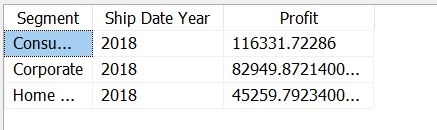 Segment Ship Date Year Profit
Consu... 2018 116331.72286
Corporate 2018 82949.8721400...
Home ... 2018 45259.7923400...